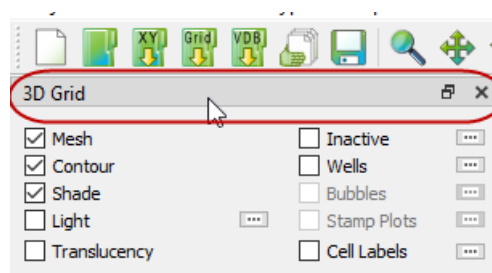 XY Grid VDB
3D Grid
Mesh Inactive
Contour Wells
Shade Bubbles
Light Stamp Plots
Translucency Cell Labels